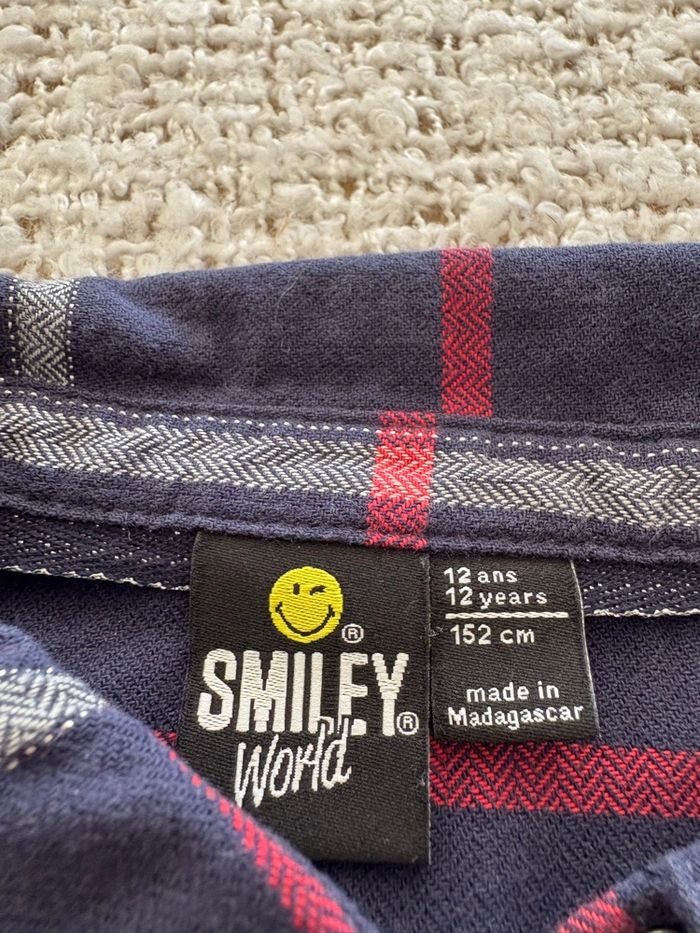 ®
SMILEY®
World
12 ans
12 years
152 cm
made in
Madagascar